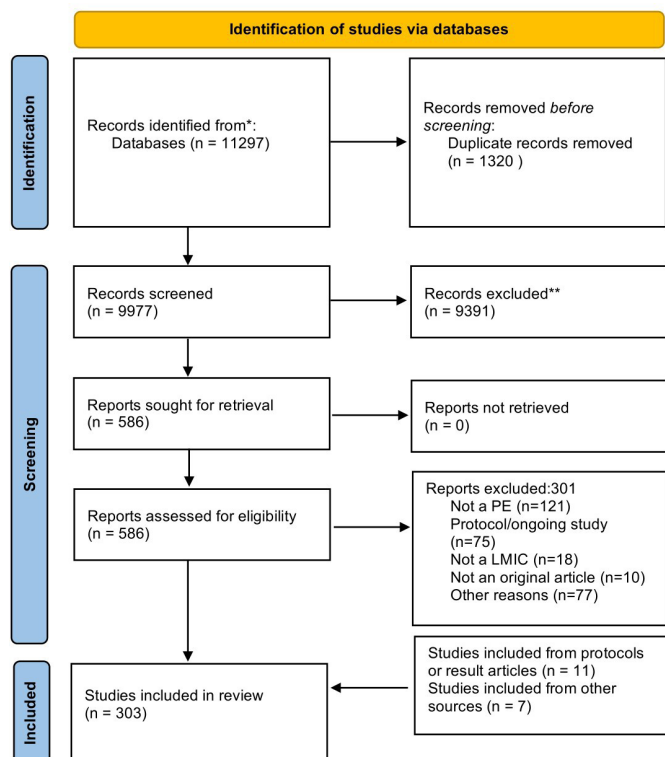 Identification of studies via databases
Identification
Records identified from*:
Databases (n = 11297)
Records removed before
screening:
Duplicate records removed
(n = 1320 )
Screening
Records screened
(n = 9977)
Records excluded**
(n = 9391)
Reports sought for retrieval
(n = 586)
Reports not retrieved
(n = 0)
Reports assessed for eligibility
(n = 586)
Reports excluded:301
Not a PE (n=121)
Protocol/ongoing study
(n=75)
Not a LMIC (n=18)
Not an original article (n=10)
Other reasons (n=77)
Included
Studies included in review
(n = 303)
Studies included from protocols
or result articles (n = 11)
Studies included from other
sources (n = 7)